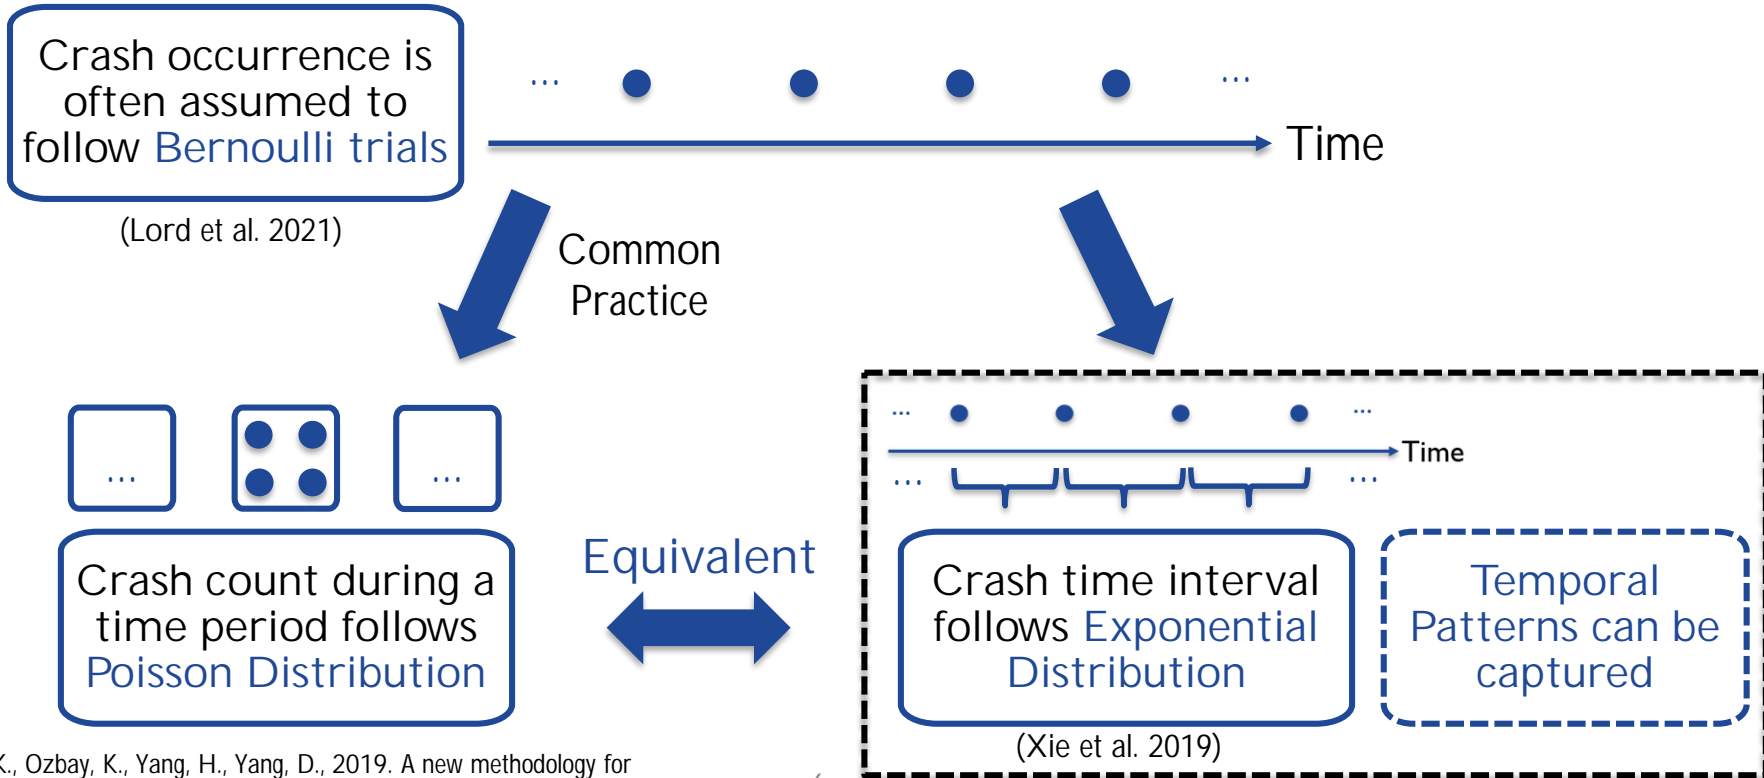 Crash occurrence is
often assumed to
follow Bernoulli trials
(Lord et al. 2021)
... ...
Time
Common
Practice
... ...
Crash count during a
time period follows
Poisson Distribution
Equivalent
... ...
Time
... ...
Crash time interval
follows Exponential
Distribution
(Xie et al. 2019)
Temporal
Patterns can be
captured
K., Ozbay, K., Yang, H., Yang, D., 2019. A new methodology for